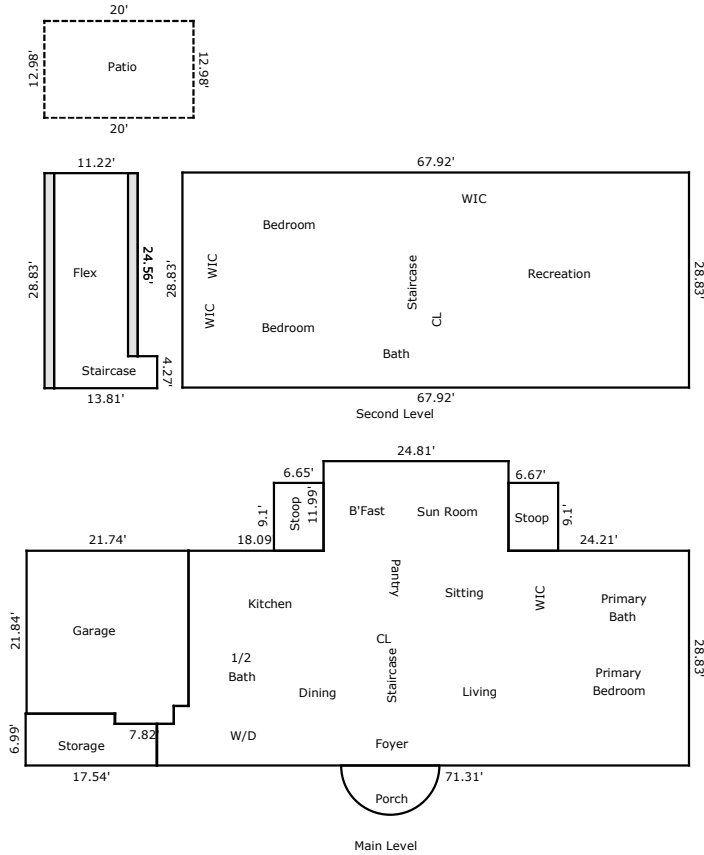 20'
12.98'
Patio
12.98'
20'
11.22'
67.92'
WIC
Bedroom
28.83'
Flex
24.56'
28.83'
WIC
Staircase
Recreation
28.83'
WIC
CL
Bedroom
Bath
Staircase
4.27'
13.81'
67.92'
Second Level
24.81'
6.65'
6.67'
9.1'
Stoop
11.99'
B'Fast
Sun Room
Stoop
9.1'
21.74'
18.09
24.21'
Pantry
Sitting
WIC
Kitchen
Primary
Bath
21.84'
Garage
CL
1/2
Bath
Staircase
28.83'
Dining
Living
Primary
Bedroom
6.99'
Storage
7.82'
W/D
Foyer
17.54'
71.31'
Porch
Main Level